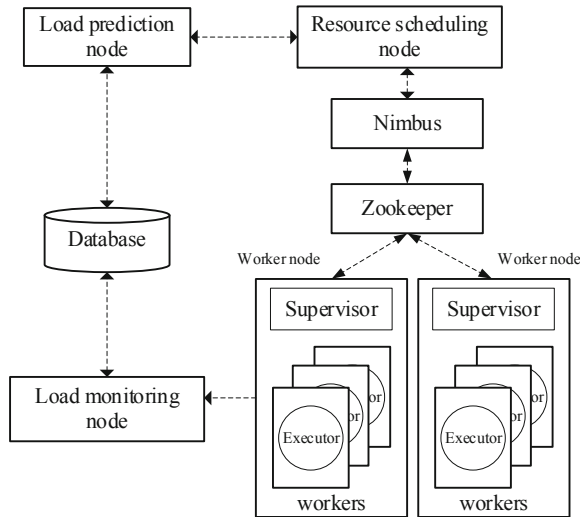 Load prediction
node
Resource scheduling
node
Nimbus
Zookeeper
Database
Worker node
Worker node
Supervisor
Supervisor
Load monitoring
node
Executor
Executor
workers
workers